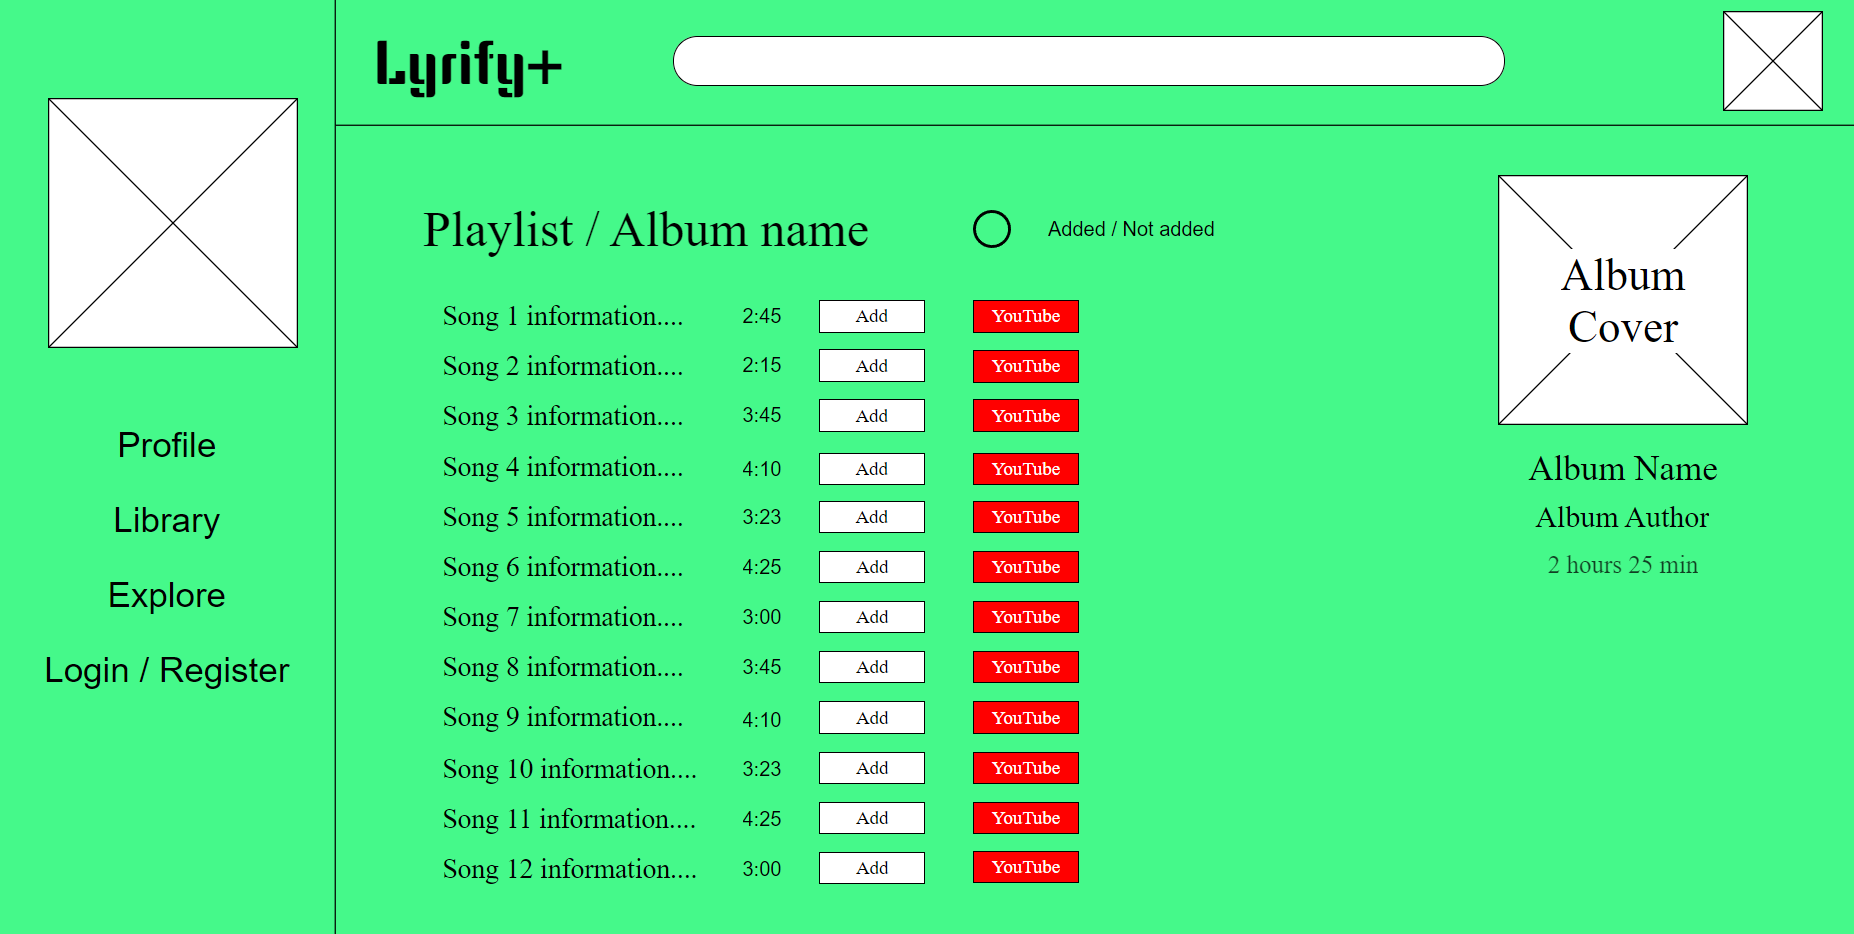 Lyrify+
Profile
Library
Explore
Login / Register
Playlist / Album name
Added / Not added
Song 1 information.... 2:45 Add YouTube
Song 2 information.... 2:15 Add YouTube
Song 3 information.... 3:45 Add YouTube
Song 4 information.... 4:10 Add YouTube
Song 5 information.... 3:23 Add YouTube
Song 6 information.... 4:25 Add YouTube
Song 7 information.... 3:00 Add YouTube
Song 8 information.... 3:45 Add YouTube
Song 9 information.... 4:10 Add YouTube
Song 10 information.... 3:23 Add YouTube
Song 11 information.... 4:25 Add YouTube
Song 12 information.... 3:00 Add YouTube
Album
Cover
Album Name
Album Author
2 hours 25 min